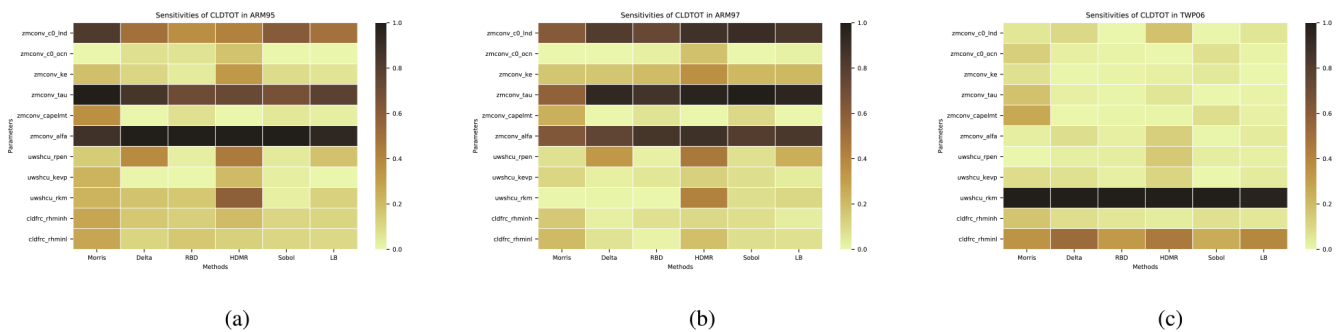 Sensitivities of CLDTOT in ARM95
Parameters
zmconv_c0_lnd
zmconv_c0_ocn
zmconv_ke
zmconv_tau
zmconv_capelmt
zmconv_alfa
uwshcu_rpen
uwshcu_kevp
uwshcu_rkm
cldfrc_rhminh
cldfrc_rhminl
Morris Delta RBD HDMR Sobol LB
Methods
1.0
0.8
0.6
0.4
0.2
0.0
(a)
Sensitivities of CLDTOT in ARM97
Parameters
zmconv_c0_lnd
zmconv_c0_ocn
zmconv_ke
zmconv_tau
zmconv_capelmt
zmconv_alfa
uwshcu_rpen
uwshcu_kevp
uwshcu_rkm
cldfrc_rhminh
cldfrc_rhminl
Morris Delta RBD HDMR Sobol LB
Methods
1.0
0.8
0.6
0.4
0.2
0.0
(b)
Sensitivities of CLDTOT in TWP06
Parameters
zmconv_c0_lnd
zmconv_c0_ocn
zmconv_ke
zmconv_tau
zmconv_capelmt
zmconv_alfa
uwshcu_rpen
uwshcu_kevp
uwshcu_rkm
cldfrc_rhminh
cldfrc_rhminl
Morris Delta RBD HDMR Sobol LB
Methods
1.0
0.8
0.6
0.4
0.2
0.0
(c)